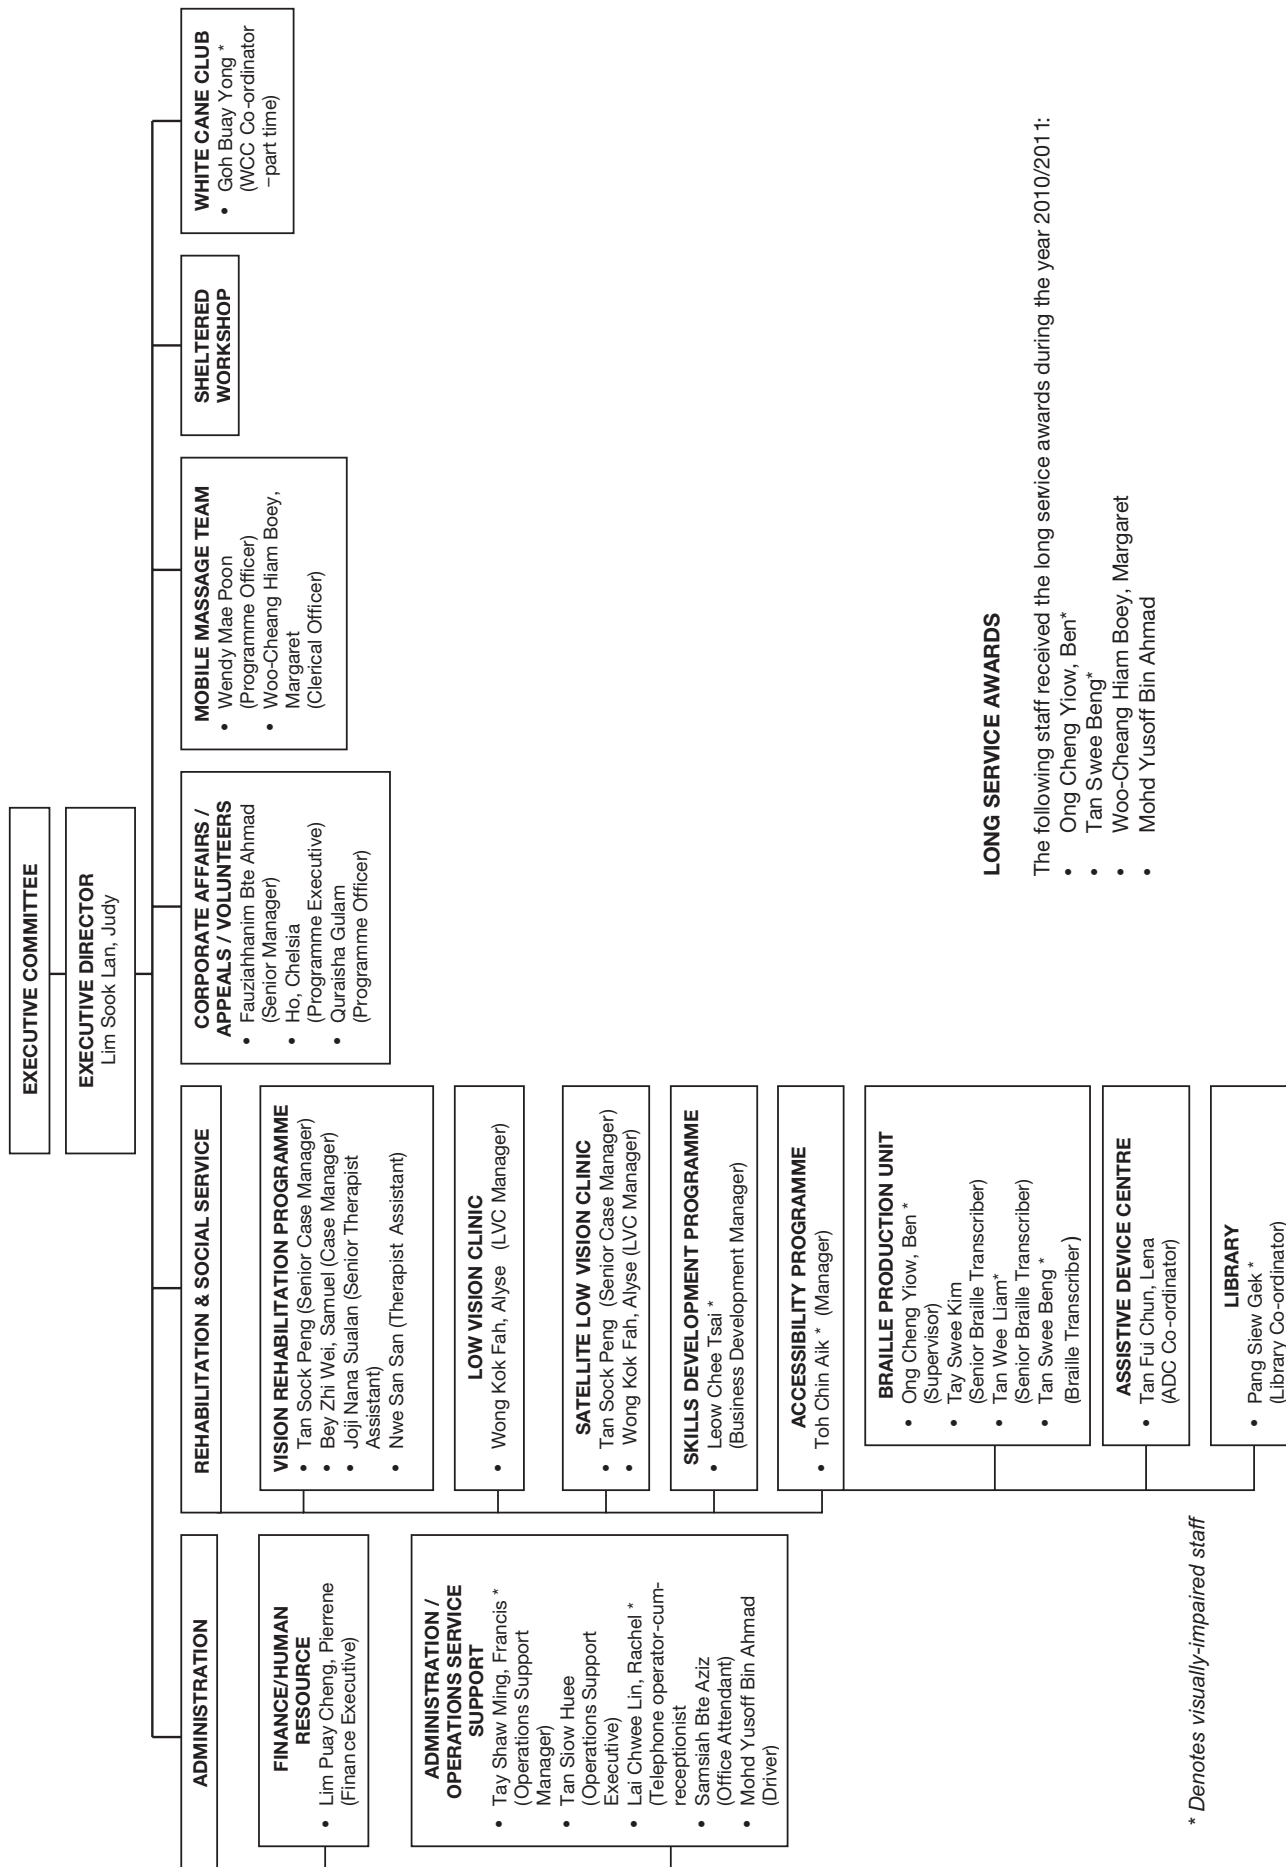 EXECUTIVE COMMITTEE
EXECUTIVE DIRECTOR
Lim Sook Lan, Judy
ADMINISTRATION
FINANCE/HUMAN
RESOURCE
• Lim Puay Cheng, Pierrene
(Finance Executive)
ADMINISTRATION /
OPERATIONS SERVICE
SUPPORT
• Tay Shaw Ming, Francis *
(Operations Support
Manager)
• Tan Siow Huee
(Operations Support
Executive)
• Lai Chwee Lin, Rachel *
(Telephone operator-cum-
receptionist
• Samsiah Bte Aziz
(Office Attendant)
• Mohd Yusoff Bin Ahmad
(Driver)
REHABILITATION & SOCIAL SERVICE
VISION REHABILITATION PROGRAMME
• Tan Sock Peng (Senior Case Manager)
• Bey Zhi Wei, Samuel (Case Manager)
• Joji Nana Sualan (Senior Therapist
Assistant)
• Nwe San San (Therapist Assistant)
LOW VISION CLINIC
• Wong Kok Fah, Alyse (LVC Manager)
SATELLITE LOW VISION CLINIC
• Tan Sock Peng (Senior Case Manager)
• Wong Kok Fah, Alyse (LVC Manager)
SKILLS DEVELOPMENT PROGRAMME
• Leow Chee Tsai *
(Business Development Manager)
ACCESSIBILITY PROGRAMME
• Toh Chin Aik * (Manager)
BRAILLE PRODUCTION UNIT
• Ong Cheng Yiow, Ben *
(Supervisor)
• Tay Swee Kim
(Senior Braille Transcriber)
• Tan Wee Liam*
(Senior Braille Transcriber)
• Tan Swee Beng *
(Braille Transcriber)
ASSISTIVE DEVICE CENTRE
• Tan Fui Chun, Lena
(ADC Co-ordinator)
LIBRARY
• Pang Siew Gek *
(Library Co-ordinator)
CORPORATE AFFAIRS /
APPEALS / VOLUNTEERS
• Fauziahhanim Bte Ahmad
(Senior Manager)
• Ho, Chelsia
(Programme Executive)
• Quraisha Gulam
(Programme Officer)
MOBILE MASSAGE TEAM
• Wendy Mae Poon
(Programme Officer)
• Woo-Cheang Hiam Boey,
Margaret
(Clerical Officer)
SHELTERED
WORKSHOP
WHITE CANE CLUB
• Goh Buay Yong *
(WCC Co-ordinator
–part time)
* Denotes visually-impaired staff
LONG SERVICE AWARDS
The following staff received the long service awards during the year 2010/2011:
• Ong Cheng Yiow, Ben*
• Tan Swee Beng*
• Woo-Cheang Hiam Boey, Margaret
• Mohd Yusoff Bin Ahmad